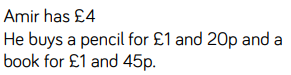 Amir has £4
He buys a pencil for £1 and 20p and a
book for £1 and 45p.